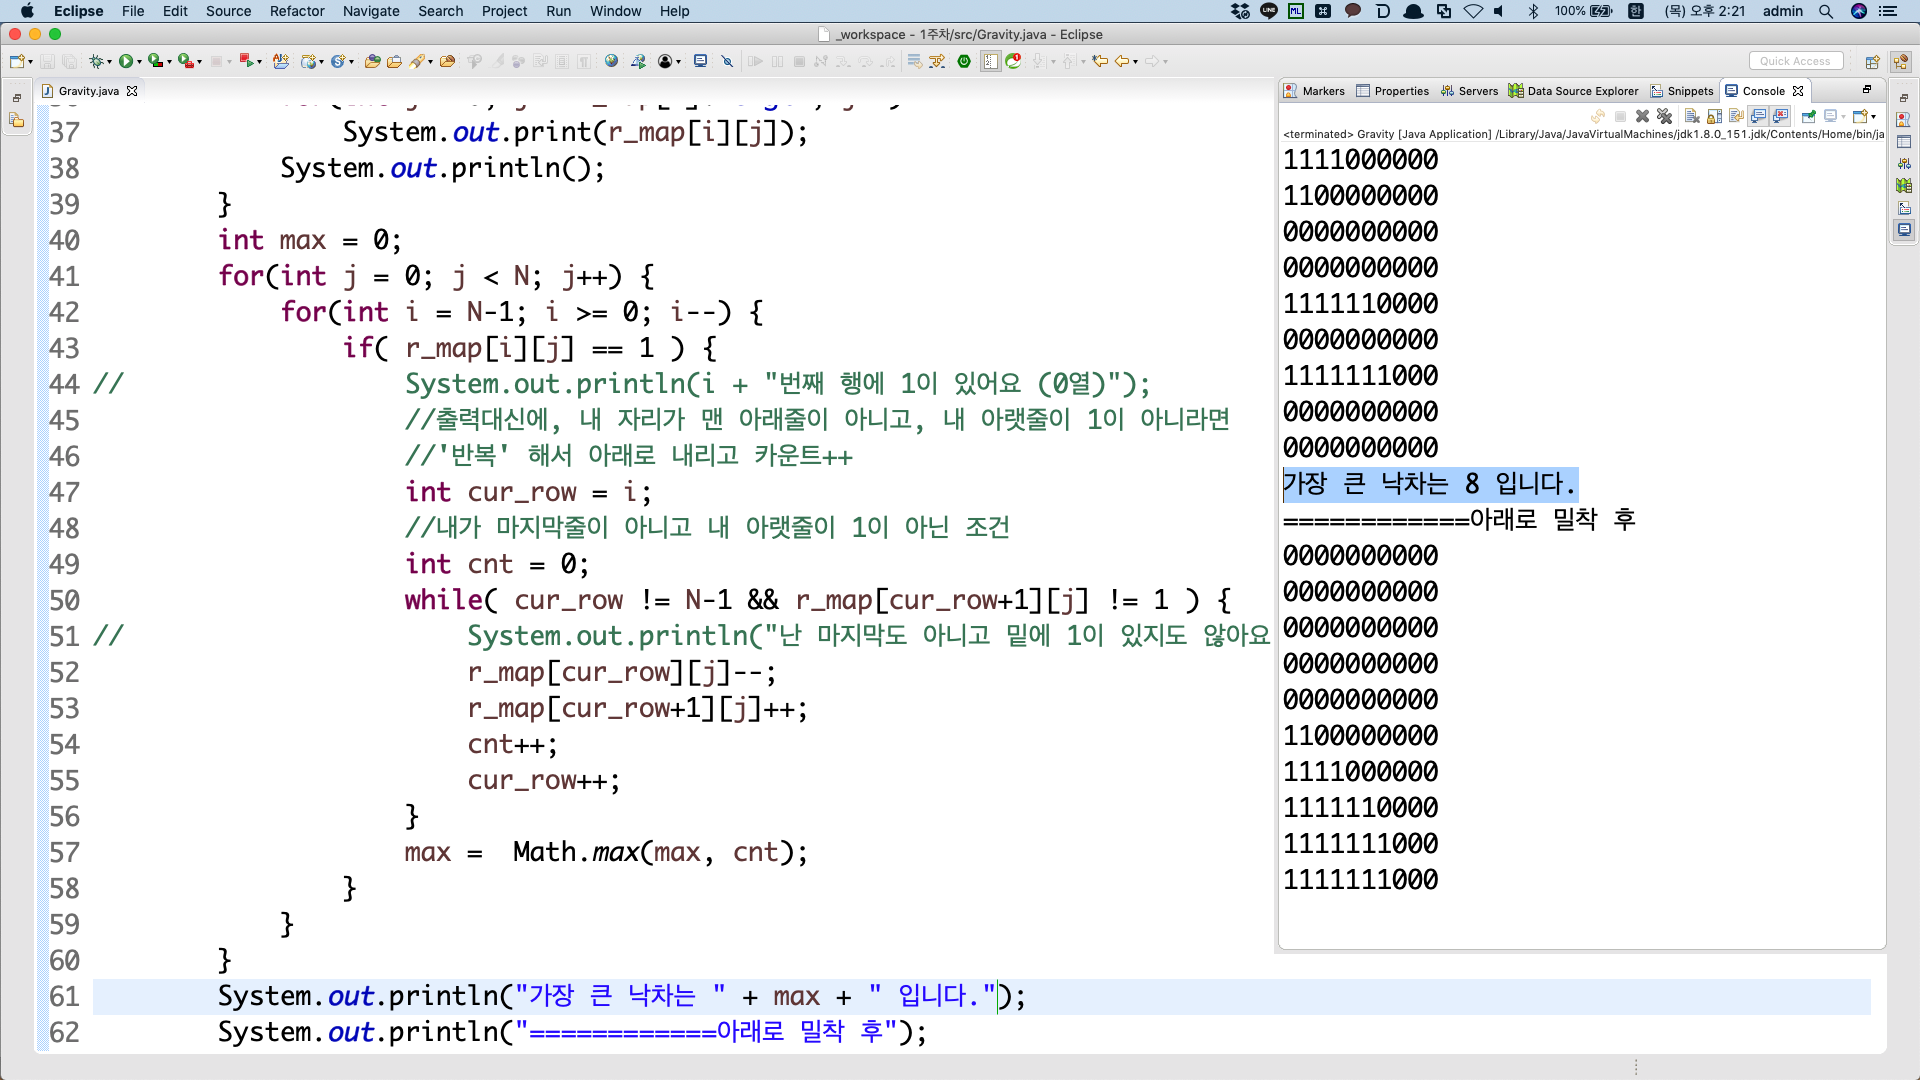 Eclipse File Edit Source Refactor Navigate Search Project Run Window Help
100% 한 (목) 오후 2:21 admin
_workspace - 1주차/src/Gravity.java - Eclipse
Quick Access
Gravity.java
37 System.out.print(r_map[i][j]);
38 System.out.println();
39 }
40 int max = 0;
41 for(int j = 0; j < N; j++) {
42 for(int i = N-1; i >= 0; i--) {
43 if( r_map[i][j] == 1 ) {
44 // System.out.println(i + "번째 행에 1이 있어요 (0열)");
45 //출력대신에, 내 자리가 맨 아래줄이 아니고, 내 아랫줄이 1이 아니라면
46 //'반복' 해서 아래로 내리고 카운트++
47 int cur_row = i;
48 //내가 마지막줄이 아니고 내 아랫줄이 1이 아닌 조건
49 int cnt = 0;
50 while( cur_row != N-1 && r_map[cur_row+1][j] != 1 ) {
51 // System.out.println("난 마지막도 아니고 밑에 1이 있지도 않아요
52 r_map[cur_row][j]--;
53 r_map[cur_row+1][j]++;
54 cnt++;
55 cur_row++;
56 }
57 max =  Math.max(max, cnt);
58 }
59 }
60 }
61 System.out.println("가장 큰 낙차는 " + max + " 입니다.");
62 System.out.println("============아래로 밀착 후");
Markers Properties Servers Data Source Explorer Snippets Console
<terminated> Gravity [Java Application] /Library/Java/JavaVirtualMachines/jdk1.8.0_151.jdk/Contents/Home/bin/ja
1111000000
1100000000
0000000000
0000000000
1111110000
0000000000
1111111000
0000000000
0000000000
가장 큰 낙차는 8 입니다.
============아래로 밀착 후
0000000000
0000000000
0000000000
0000000000
0000000000
1100000000
1111000000
1111110000
1111111000
1111111000